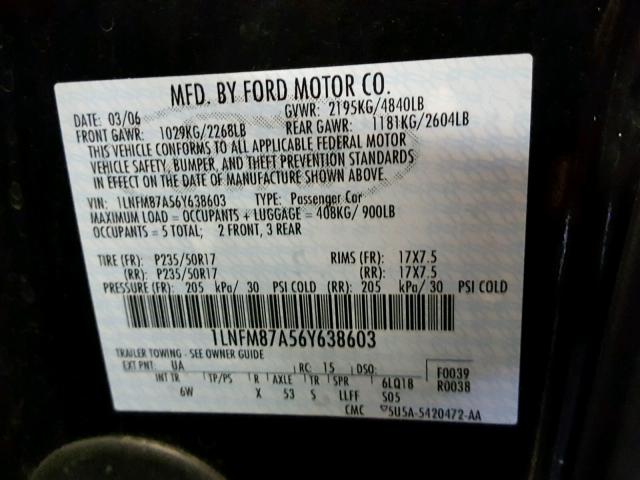 MFD. BY FORD MOTOR CO.
DATE: 03/06 GVWR: 2195KG/4840LB
FRONT GAWR: 1029KG/2268LB REAR GAWR: 1181KG/2604LB
THIS VEHICLE CONFORMS TO ALL APPLICABLE FEDERAL MOTOR
VEHICLE SAFETY, BUMPER, AND THEFT PREVENTION STANDARDS
IN EFFECT ON THE DATE OF MANUFACTURE SHOWN ABOVE.
VIN: 1LNFM87A56Y638603 TYPE: Passenger Car
MAXIMUM LOAD = OCCUPANTS + LUGGAGE = 408KG/ 900LB
OCCUPANTS = 5 TOTAL; 2 FRONT, 3 REAR
TIRE (FR): P235/50R17 RIMS (FR): 17X7.5
(RR): P235/50R17 (RR): 17X7.5
PRESSURE (FR): 205 kPa/ 30 PSI COLD (RR): 205 kPa/ 30 PSI COLD
1LNFM87A56Y638603
TRAILER TOWING - SEE OWNER GUIDE
EXT PNT: UA RC: 15 DSO: F0039
INT TR TP/PS R AXLE TR SPR 6LQ18 R0038
6W X 53 S LLFF S05
CMC 5U5A-5420472-AA